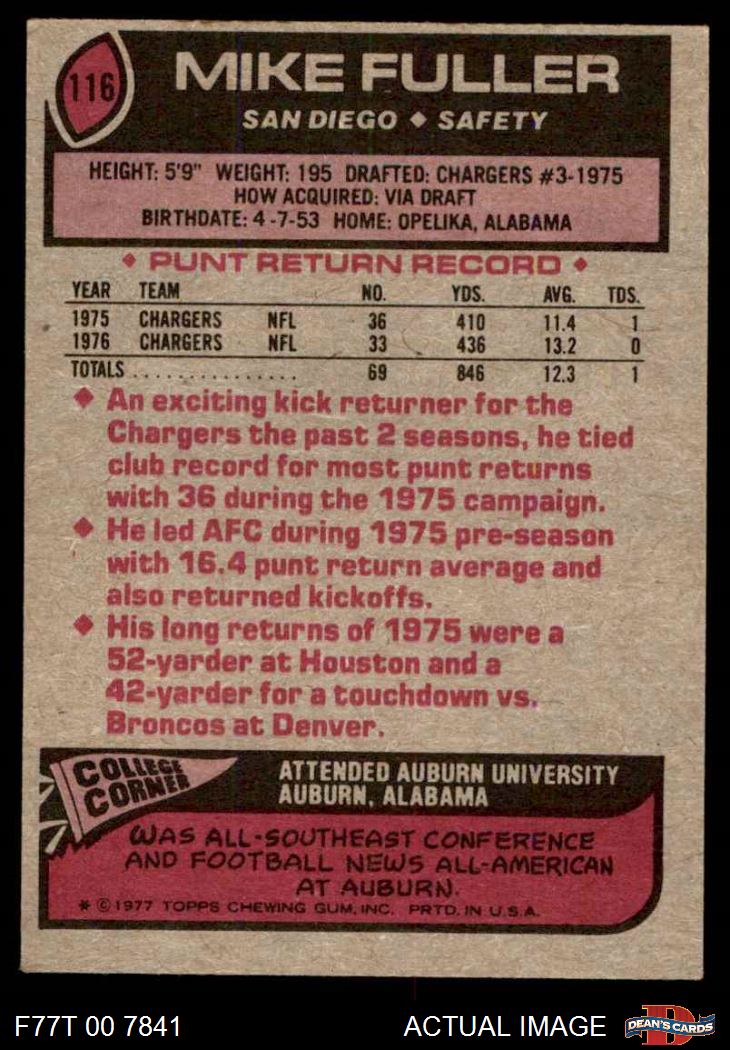 116
MIKE FULLER
SAN DIEGO ♦ SAFETY
HEIGHT: 5'9" WEIGHT: 195 DRAFTED: CHARGERS #3-1975
HOW ACQUIRED: VIA DRAFT
BIRTHDATE: 4-7-53 HOME: OPELIKA, ALABAMA
♦ PUNT RETURN RECORD ♦
YEAR TEAM NO. YDS. AVG. TDS.
1975 CHARGERS NFL 36 410 11.4 1
1976 CHARGERS NFL 33 436 13.2 0
TOTALS ................ 69 846 12.3 1
♦ An exciting kick returner for the
Chargers the past 2 seasons, he tied
club record for most punt returns
with 36 during the 1975 campaign.
♦ He led AFC during 1975 pre-season
with 16.4 punt return average and
also returned kickoffs.
♦ His long returns of 1975 were a
52-yarder at Houston and a
42-yarder for a touchdown vs.
Broncos at Denver.
COLLEGE
CORNER
ATTENDED AUBURN UNIVERSITY
AUBURN, ALABAMA
WAS ALL-SOUTHEAST CONFERENCE
AND FOOTBALL NEWS ALL-AMERICAN
AT AUBURN.
* © 1977 TOPPS CHEWING GUM, INC. PRTD. IN U.S.A.
F77T 00 7841
ACTUAL IMAGE
D
DEAN'S CARDS